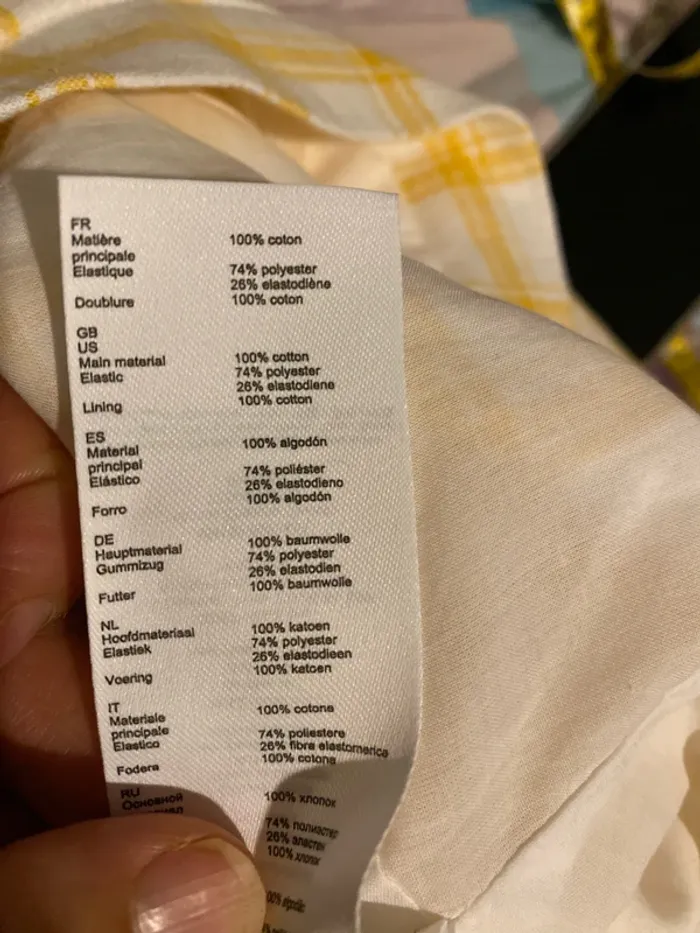 FR
Matière 100% coton
principale
Elastique 74% polyester
26% elastodiène
Doublure 100% coton
GB
US
Main material 100% cotton
Elastic 74% polyester
26% elastodiene
Lining 100% cotton
ES
Material 100% algodón
principal
Elástico 74% poliéster
26% elastodieno
Forro 100% algodón
DE
Hauptmaterial 100% baumwolle
Gummizug 74% polyester
26% elastodien
Futter 100% baumwolle
NL
Hoofdmateriaal 100% katoen
Elastiek 74% polyester
26% elastodieen
Voering 100% katoen
IT
Materiale 100% cotone
principale
Elastico 74% poliestere
26% fibra elastomerica
Fodera 100% cotone
RU
Основной 100% хлопок
74% полиэстер
26% эластен
100% хлопок
00% algodão